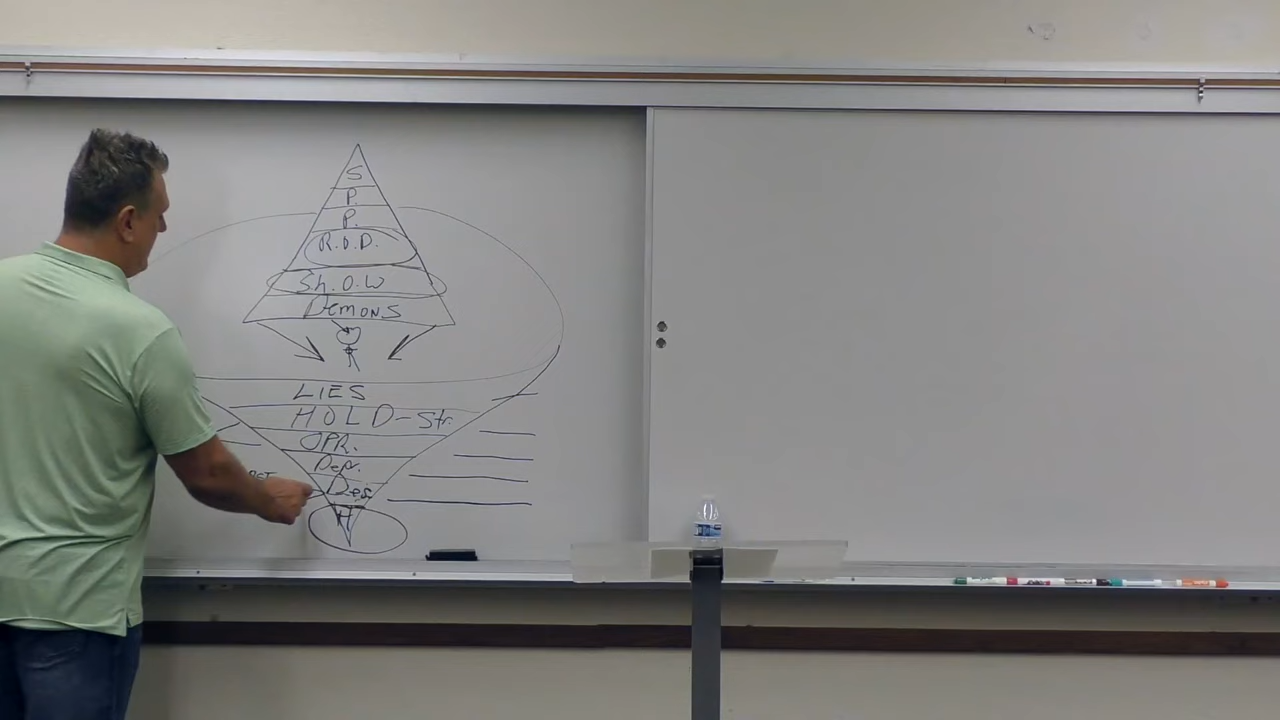 S
P
P.
R.O.D.
Sh.O.W
DEMONS
LIES
HOLD-Str.
OPR.
Dep.
Des
H